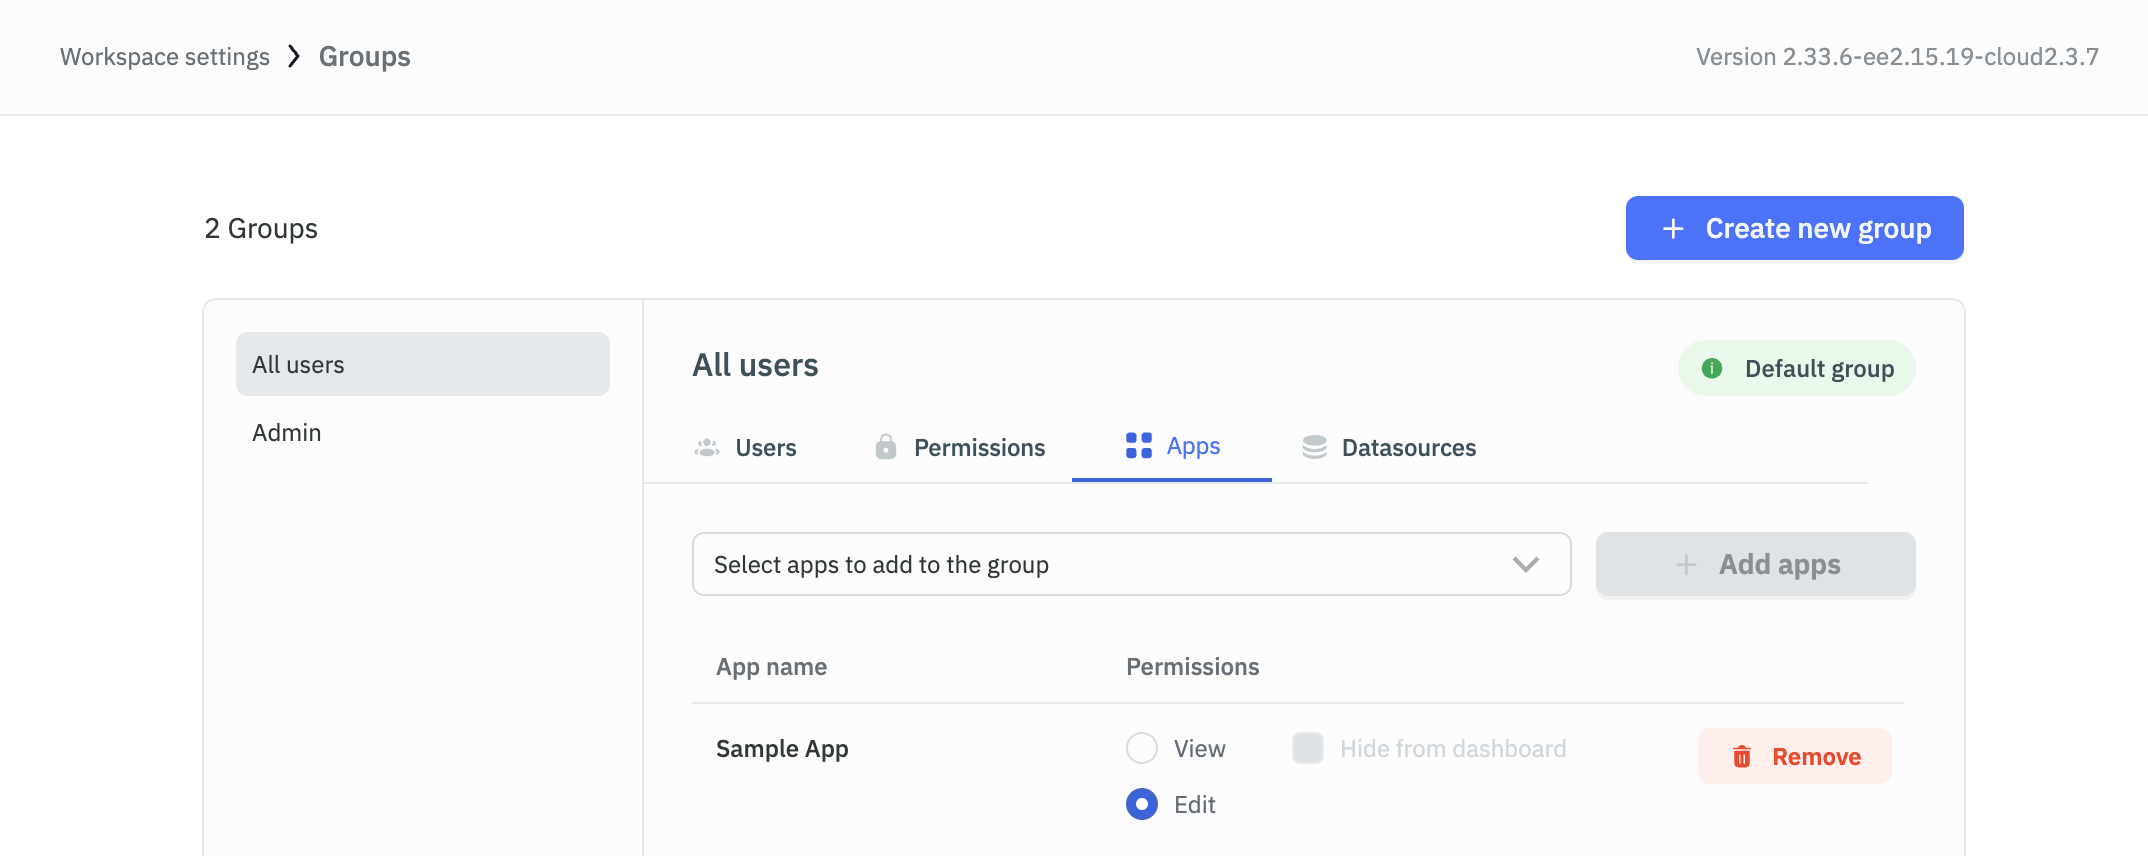 Workspace settings > Groups
Version 2.33.6-ee2.15.19-cloud2.3.7
2 Groups
+ Create new group
All users
Admin
All users
Default group
Users Permissions Apps Datasources
Select apps to add to the group
+ Add apps
App name Permissions
Sample App View Hide from dashboard Remove
Edit